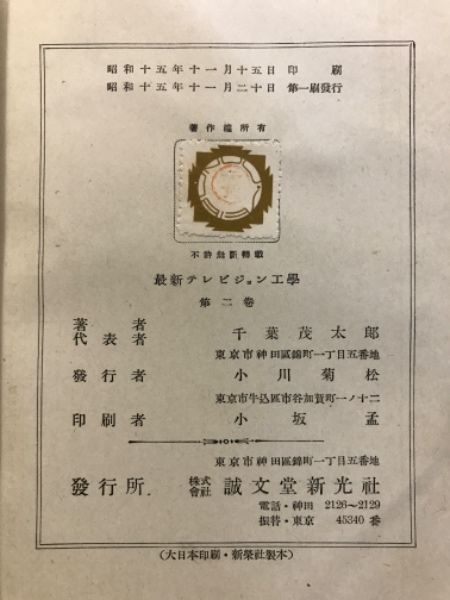 昭和十五年十一月十五日 印刷
昭和十五年十一月二十日 第一刷發行
著作權所有
不許無斷轉載
最新テレビジョン工學
第二卷
著者
代表者 千葉茂太郎
東京市神田區錦町一丁目五番地
發行者 小川菊松
東京市牛込區市谷加賀町一ノ十二
印刷者 小坂孟
東京市神田區錦町一丁目五番地
發行所 株式會社 誠文堂新光社
電話・神田 2126〜2129
振替・東京 45340番
(大日本印刷・新榮社製本)